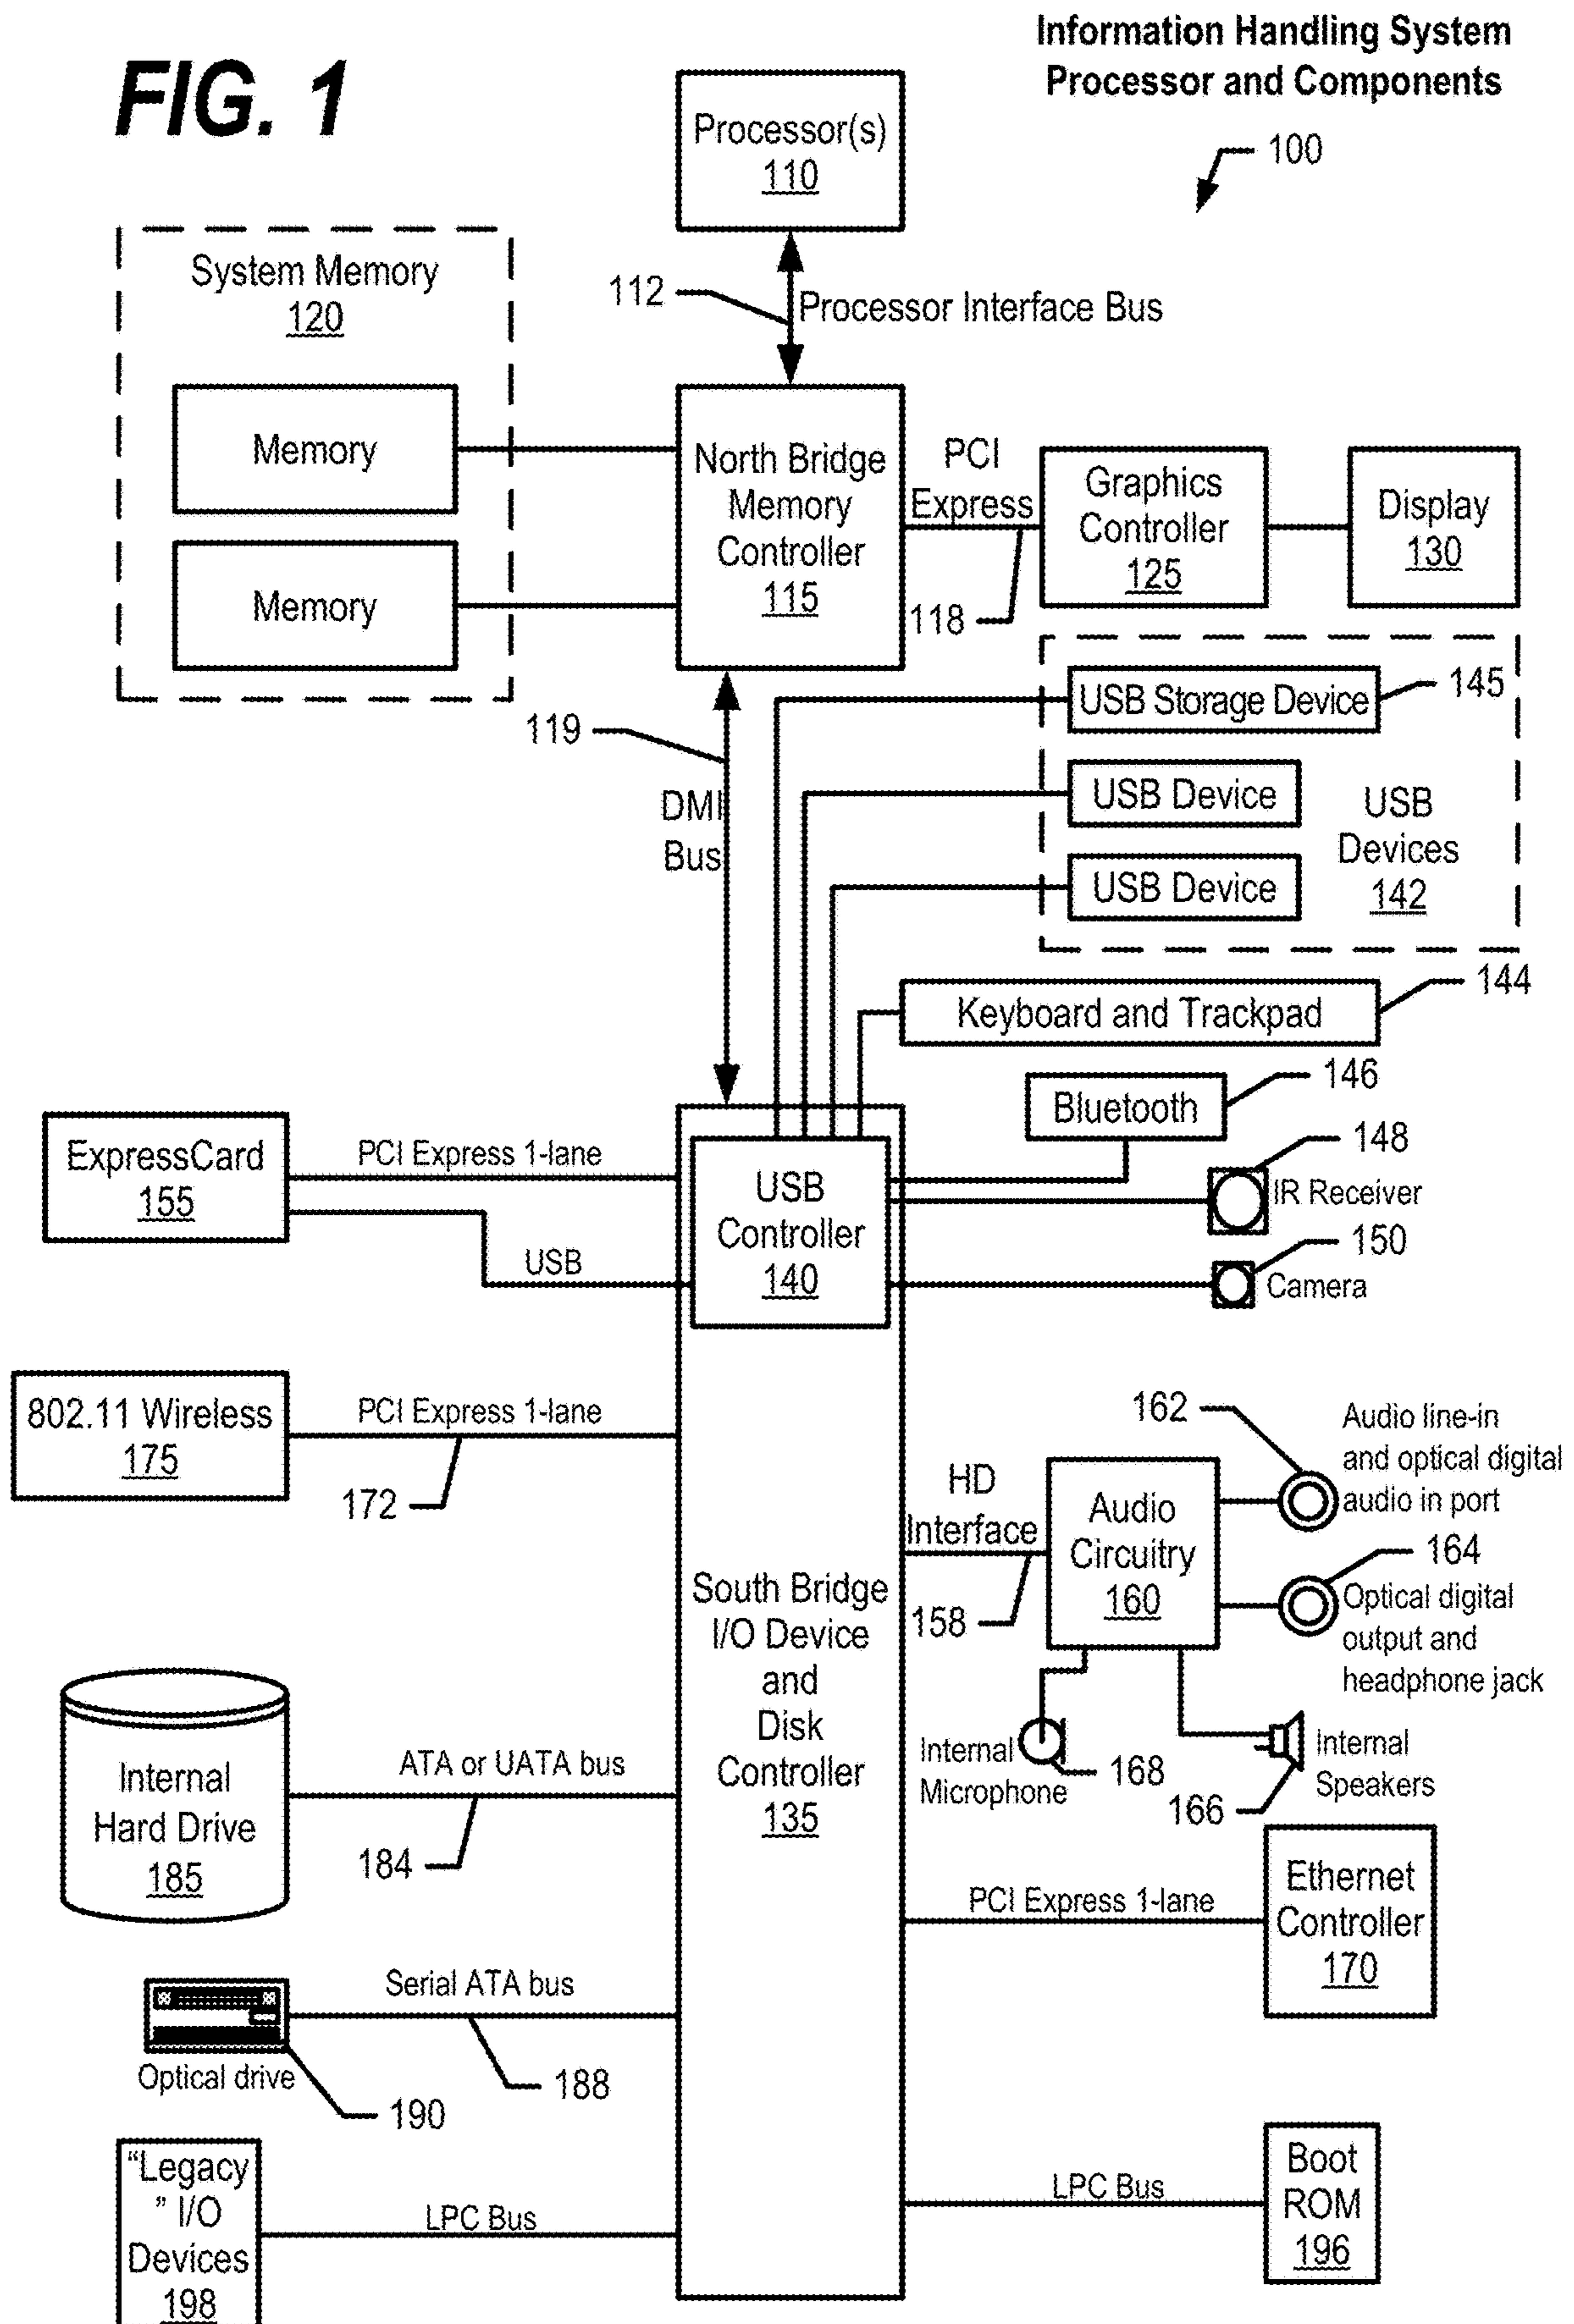 Information Handling System
Processor and Components
FIG. 1
100
Processor(s)
110
System Memory
120
112
Processor Interface Bus
Memory
Memory
North Bridge
Memory
Controller
115
PCI
Express
118
Graphics
Controller
125
Display
130
119
DMI
Bus
USB Storage Device
145
USB Device
USB Device
USB
Devices
142
Keyboard and Trackpad
144
Bluetooth
146
148
IR Receiver
150
Camera
ExpressCard
155
PCI Express 1-lane
USB
USB
Controller
140
802.11 Wireless
175
PCI Express 1-lane
172
162
Audio line-in
and optical digital
audio in port
HD
Interface
158
Audio
Circuitry
160
164
Optical digital
output and
headphone jack
South Bridge
I/O Device
and
Disk
Controller
135
Internal
Microphone
168
Internal
Speakers
166
Internal
Hard Drive
185
ATA or UATA bus
184
PCI Express 1-lane
Ethernet
Controller
170
Serial ATA bus
188
Optical drive
190
“Legacy
” I/O
Devices
198
LPC Bus
LPC Bus
Boot
ROM
196